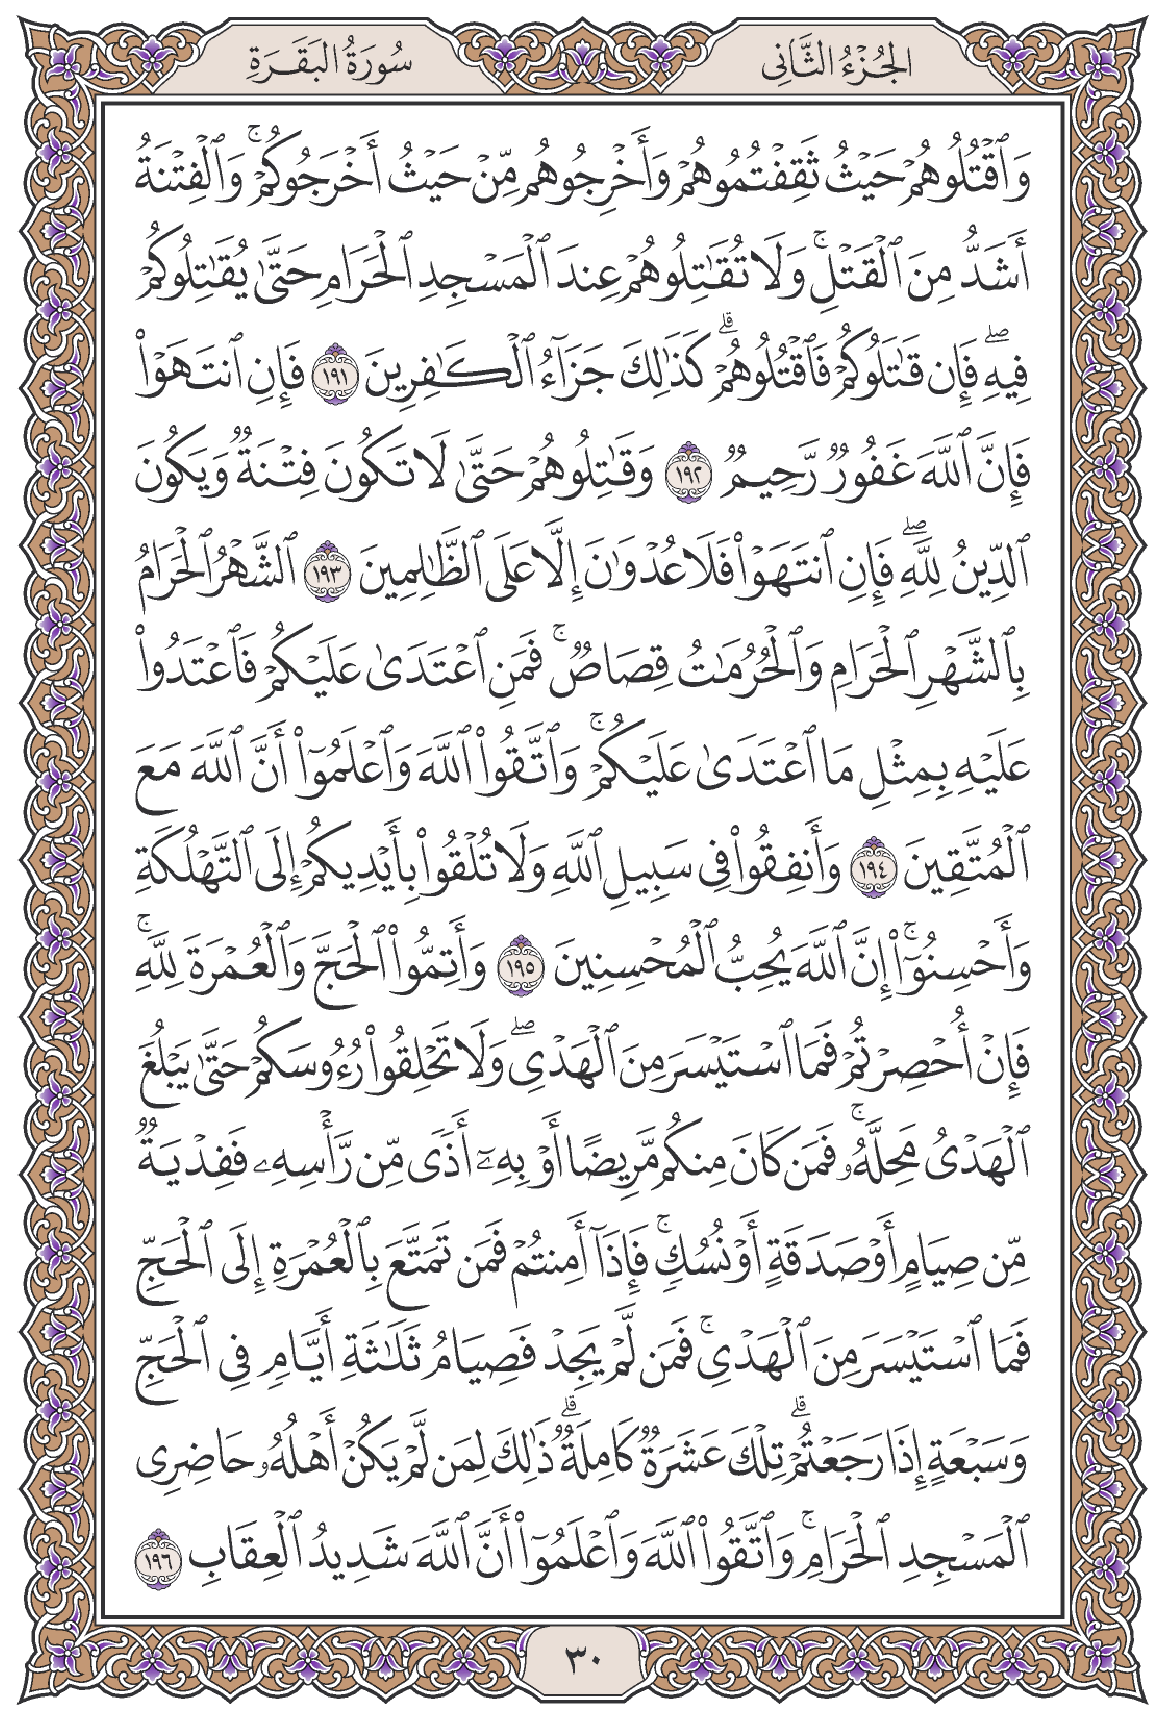 الجُزْءُ الثَّانِى
سُورَةُ البَقَرَةِ
وَٱقْتُلُوهُمْ حَيْثُ ثَقِفْتُمُوهُمْ وَأَخْرِجُوهُم مِّنْ حَيْثُ أَخْرَجُوكُمْ ۚ وَٱلْفِتْنَةُ
أَشَدُّ مِنَ ٱلْقَتْلِ ۚ وَلَا تُقَـٰتِلُوهُمْ عِندَ ٱلْمَسْجِدِ ٱلْحَرَامِ حَتَّىٰ يُقَـٰتِلُوكُمْ
فِيهِ ۖ فَإِن قَـٰتَلُوكُمْ فَٱقْتُلُوهُمْ ۗ كَذَٰلِكَ جَزَآءُ ٱلْكَـٰفِرِينَ ١٩١ فَإِنِ ٱنتَهَوْا۟
فَإِنَّ ٱللَّهَ غَفُورٌ رَّحِيمٌ ١٩٢ وَقَـٰتِلُوهُمْ حَتَّىٰ لَا تَكُونَ فِتْنَةٌ وَيَكُونَ
ٱلدِّينُ لِلَّهِ ۖ فَإِنِ ٱنتَهَوْا۟ فَلَا عُدْوَٰنَ إِلَّا عَلَى ٱلظَّـٰلِمِينَ ١٩٣ ٱلشَّهْرُ ٱلْحَرَامُ
بِٱلشَّهْرِ ٱلْحَرَامِ وَٱلْحُرُمَـٰتُ قِصَاصٌ ۚ فَمَنِ ٱعْتَدَىٰ عَلَيْكُمْ فَٱعْتَدُوا۟
عَلَيْهِ بِمِثْلِ مَا ٱعْتَدَىٰ عَلَيْكُمْ ۚ وَٱتَّقُوا۟ ٱللَّهَ وَٱعْلَمُوٓا۟ أَنَّ ٱللَّهَ مَعَ
ٱلْمُتَّقِينَ ١٩٤ وَأَنفِقُوا۟ فِى سَبِيلِ ٱللَّهِ وَلَا تُلْقُوا۟ بِأَيْدِيكُمْ إِلَى ٱلتَّهْلُكَةِ
وَأَحْسِنُوٓا۟ ۚ إِنَّ ٱللَّهَ يُحِبُّ ٱلْمُحْسِنِينَ ١٩٥ وَأَتِمُّوا۟ ٱلْحَجَّ وَٱلْعُمْرَةَ لِلَّهِ ۚ
فَإِنْ أُحْصِرْتُمْ فَمَا ٱسْتَيْسَرَ مِنَ ٱلْهَدْىِ ۖ وَلَا تَحْلِقُوا۟ رُءُوسَكُمْ حَتَّىٰ يَبْلُغَ
ٱلْهَدْىُ مَحِلَّهُۥ ۚ فَمَن كَانَ مِنكُم مَّرِيضًا أَوْ بِهِۦٓ أَذًى مِّن رَّأْسِهِۦ فَفِدْيَةٌ
مِّن صِيَامٍ أَوْ صَدَقَةٍ أَوْ نُسُكٍ ۚ فَإِذَآ أَمِنتُمْ فَمَن تَمَتَّعَ بِٱلْعُمْرَةِ إِلَى ٱلْحَجِّ
فَمَا ٱسْتَيْسَرَ مِنَ ٱلْهَدْىِ ۚ فَمَن لَّمْ يَجِدْ فَصِيَامُ ثَلَـٰثَةِ أَيَّامٍ فِى ٱلْحَجِّ
وَسَبْعَةٍ إِذَا رَجَعْتُمْ ۗ تِلْكَ عَشَرَةٌ كَامِلَةٌ ۗ ذَٰلِكَ لِمَن لَّمْ يَكُنْ أَهْلُهُۥ حَاضِرِى
ٱلْمَسْجِدِ ٱلْحَرَامِ ۚ وَٱتَّقُوا۟ ٱللَّهَ وَٱعْلَمُوٓا۟ أَنَّ ٱللَّهَ شَدِيدُ ٱلْعِقَابِ ١٩٦
٣٠